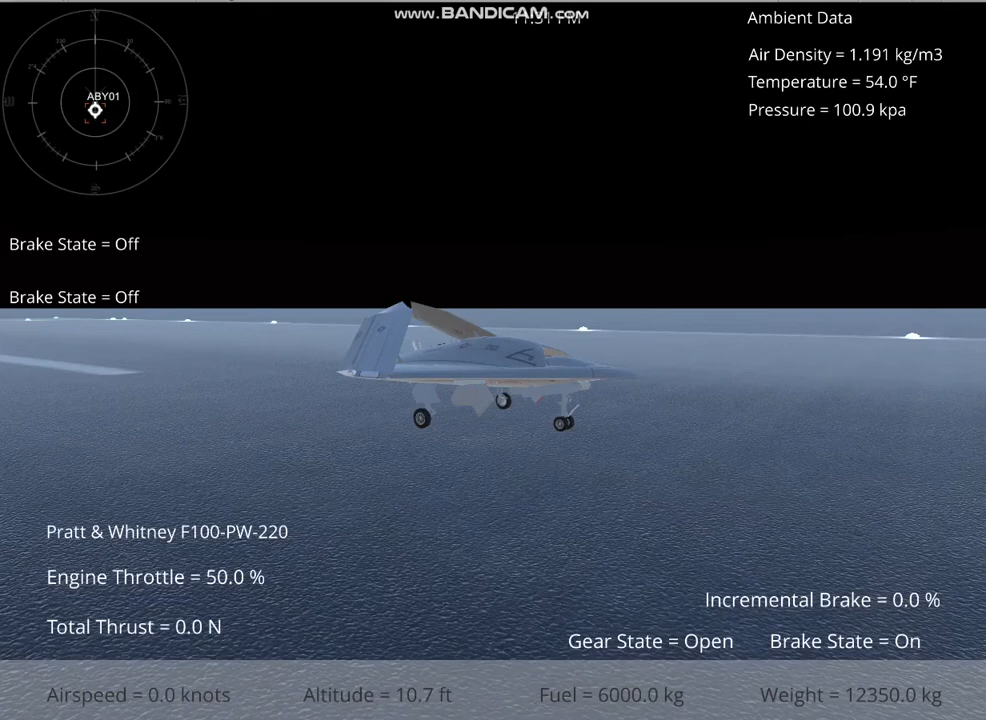 www.BANDICAM.com
Ambient Data
Air Density = 1.191 kg/m3
Temperature = 54.0 °F
Pressure = 100.9 kpa
ABY01
Brake State = Off
Brake State = Off
Pratt & Whitney F100-PW-220
Engine Throttle = 50.0 %
Total Thrust = 0.0 N
Incremental Brake = 0.0 %
Gear State = Open Brake State = On
Airspeed = 0.0 knots Altitude = 10.7 ft Fuel = 6000.0 kg Weight = 12350.0 kg